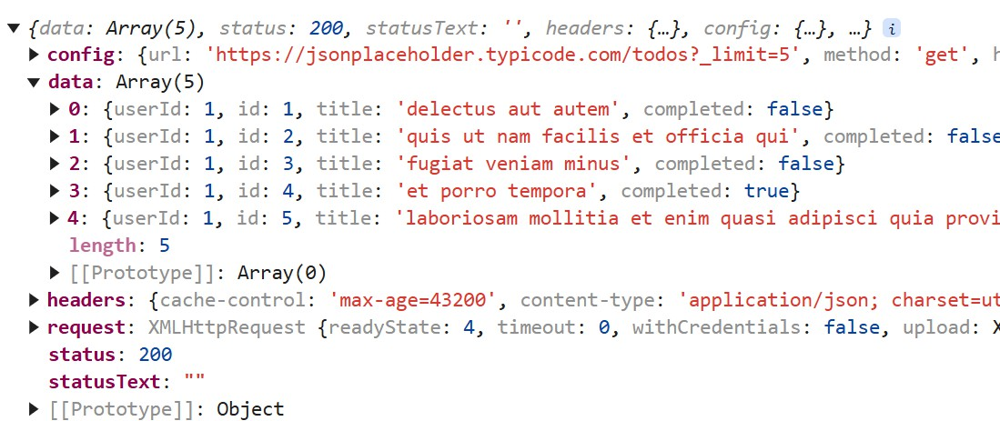 ▼ {data: Array(5), status: 200, statusText: '', headers: {…}, config: {…}, …} i
▶ config: {url: 'https://jsonplaceholder.typicode.com/todos?_limit=5', method: 'get', h
▼ data: Array(5)
▶ 0: {userId: 1, id: 1, title: 'delectus aut autem', completed: false}
▶ 1: {userId: 1, id: 2, title: 'quis ut nam facilis et officia qui', completed: false
▶ 2: {userId: 1, id: 3, title: 'fugiat veniam minus', completed: false}
▶ 3: {userId: 1, id: 4, title: 'et porro tempora', completed: true}
▶ 4: {userId: 1, id: 5, title: 'laboriosam mollitia et enim quasi adipisci quia provi
length: 5
▶ [[Prototype]]: Array(0)
▶ headers: {cache-control: 'max-age=43200', content-type: 'application/json; charset=ut
▶ request: XMLHttpRequest {readyState: 4, timeout: 0, withCredentials: false, upload: X
status: 200
statusText: ""
▶ [[Prototype]]: Object